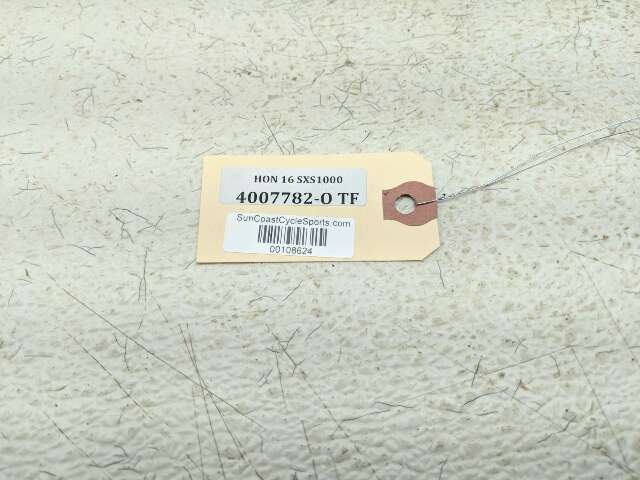 HON 16 SXS1000
4007782-O TF
SunCoastCycleSports.com
00108624